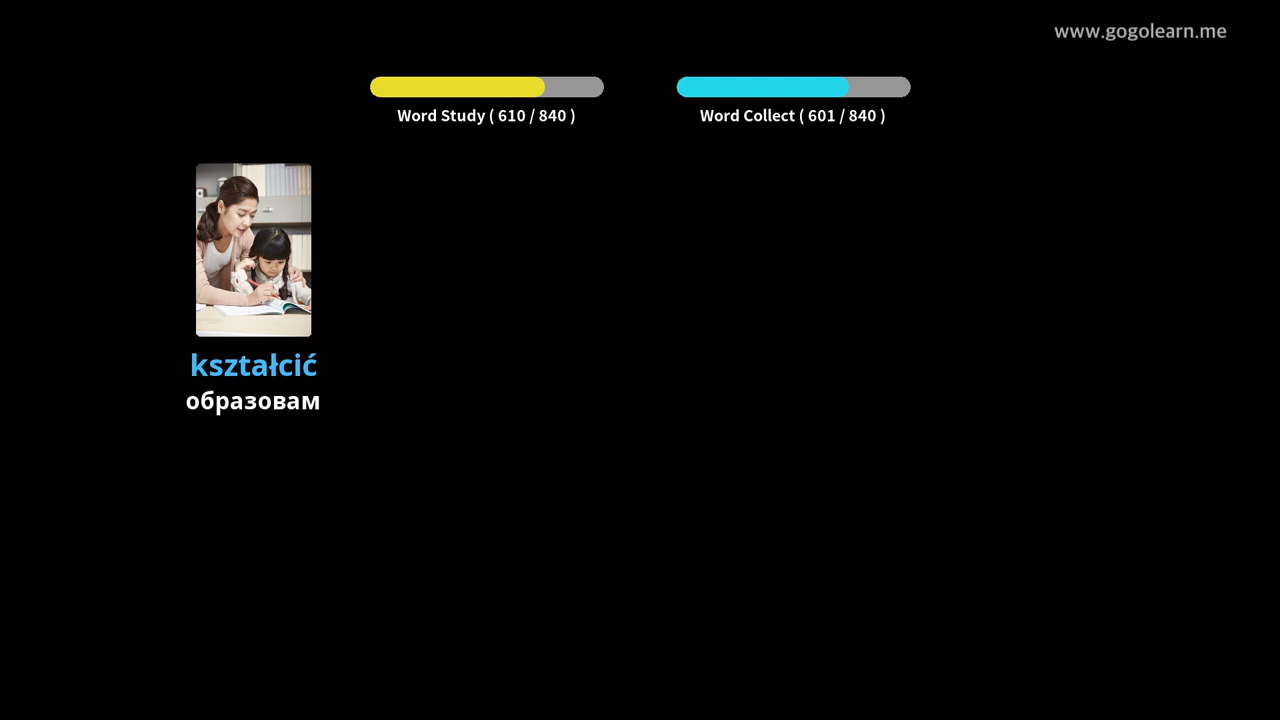 www.gogolearn.me
Word Study ( 610 / 840 )
Word Collect ( 601 / 840 )
kształcić
образовам